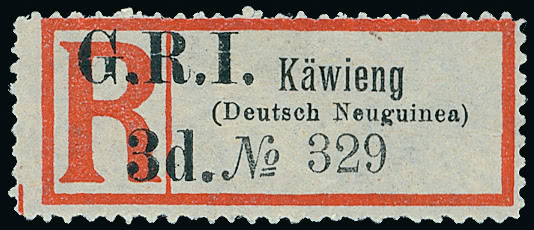 G.R.I.
R
Käwieng
(Deutsch Neuguinea)
3d. No 329